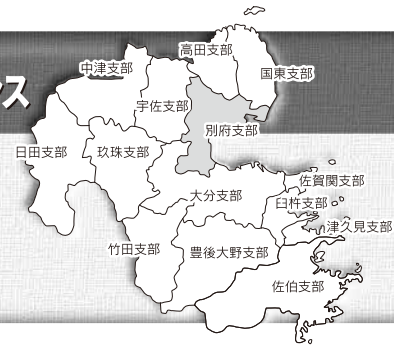 ンス
高田支部
中津支部
国東支部
宇佐支部
別府支部
日田支部
玖珠支部
佐賀関支部
大分支部
臼杵支部
津久見支部
竹田支部
豊後大野支部
佐伯支部